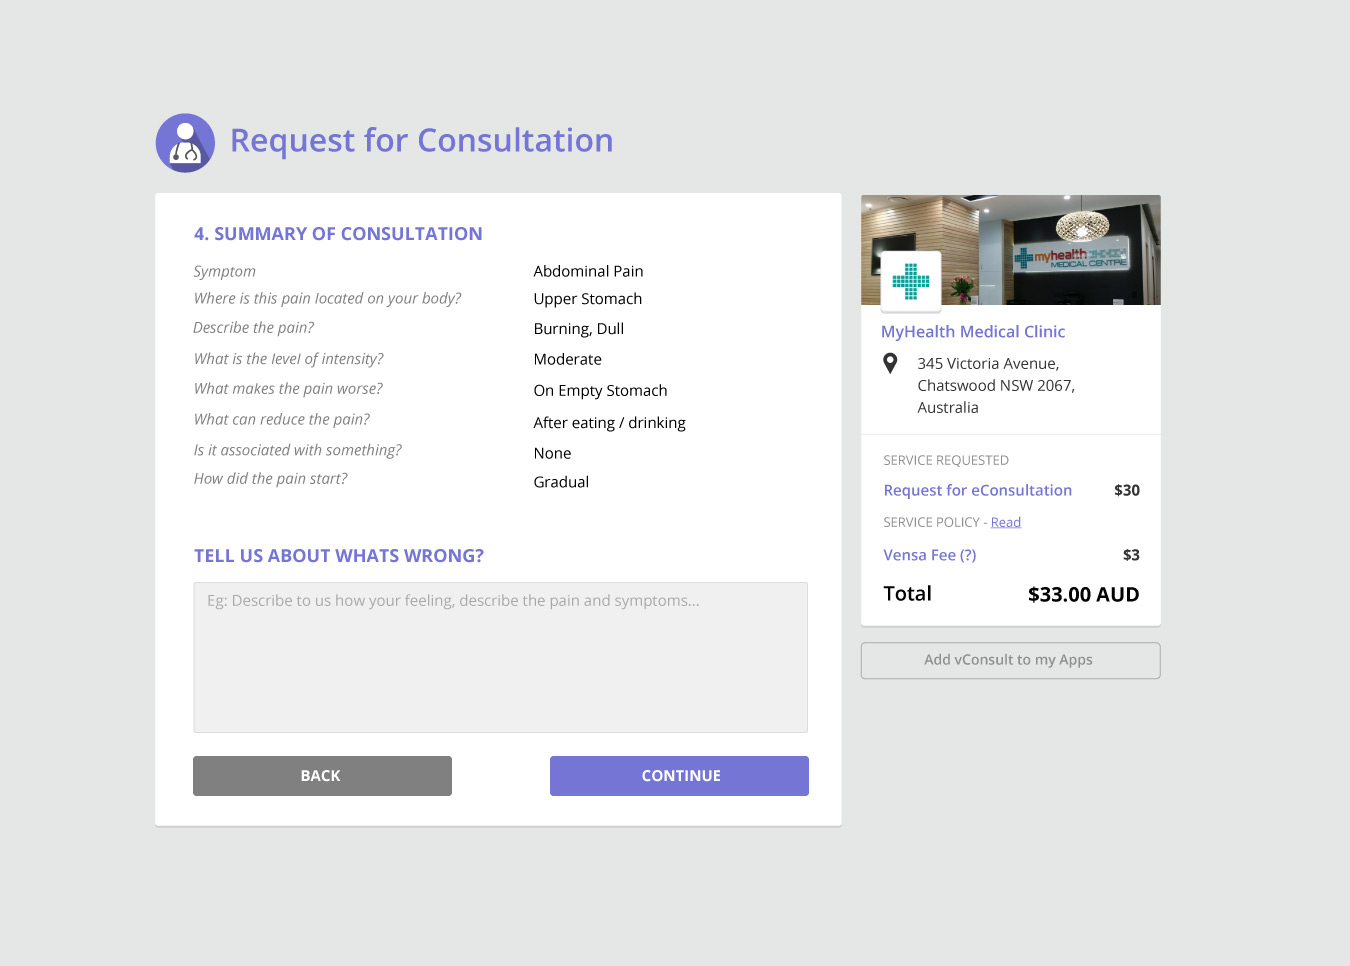 Request for Consultation
4. SUMMARY OF CONSULTATION
Symptom Abdominal Pain
Where is this pain located on your body? Upper Stomach
Describe the pain? Burning, Dull
What is the level of intensity? Moderate
What makes the pain worse? On Empty Stomach
What can reduce the pain? After eating / drinking
Is it associated with something? None
How did the pain start? Gradual
TELL US ABOUT WHATS WRONG?
Eg: Describe to us how your feeling, describe the pain and symptoms...
BACK CONTINUE
myhealth
MEDICAL CENTRE
MyHealth Medical Clinic
345 Victoria Avenue,
Chatswood NSW 2067,
Australia
SERVICE REQUESTED
Request for eConsultation $30
SERVICE POLICY - Read
Vensa Fee (?) $3
Total $33.00 AUD
Add vConsult to my Apps